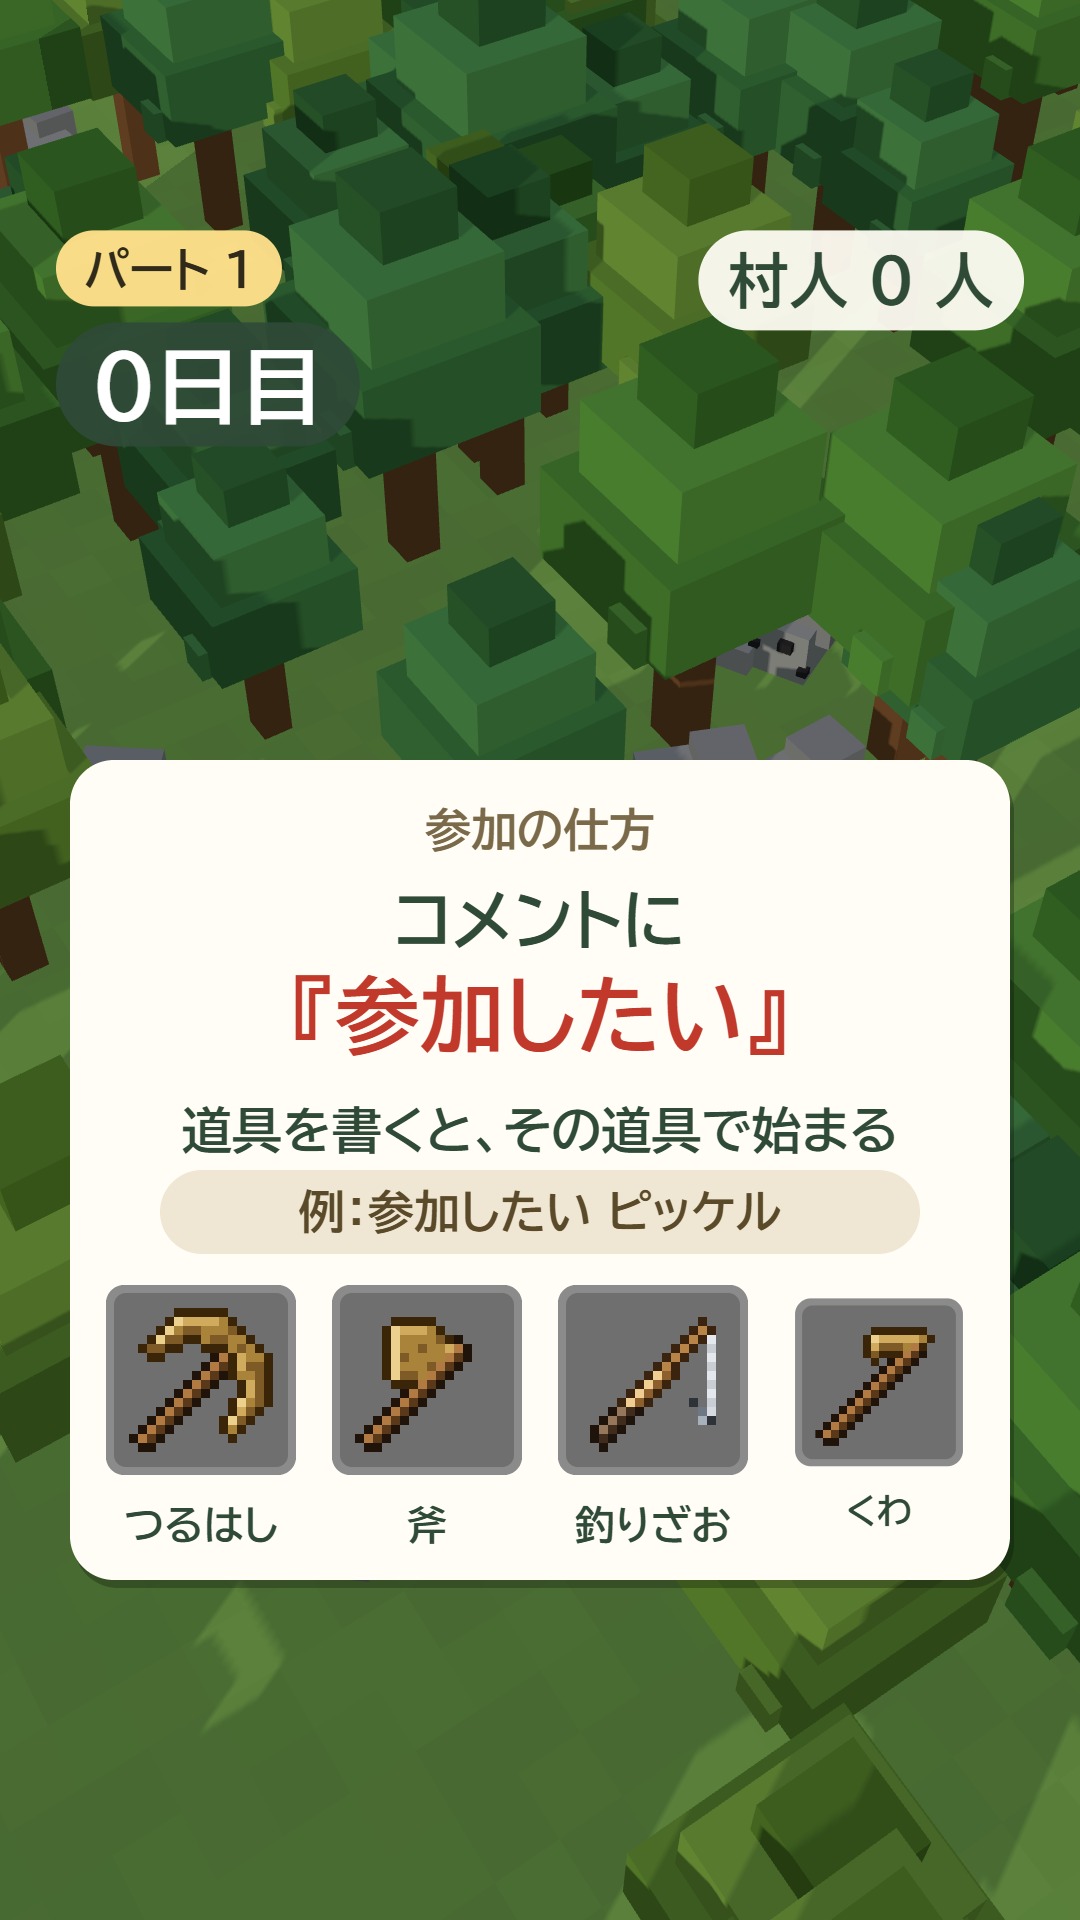 パート 1
村人 0 人
0日目
参加の仕方
コメントに
『参加したい』
道具を書くと、その道具で始まる
例：参加したい ピッケル
つるはし
斧
釣りざお
くわ